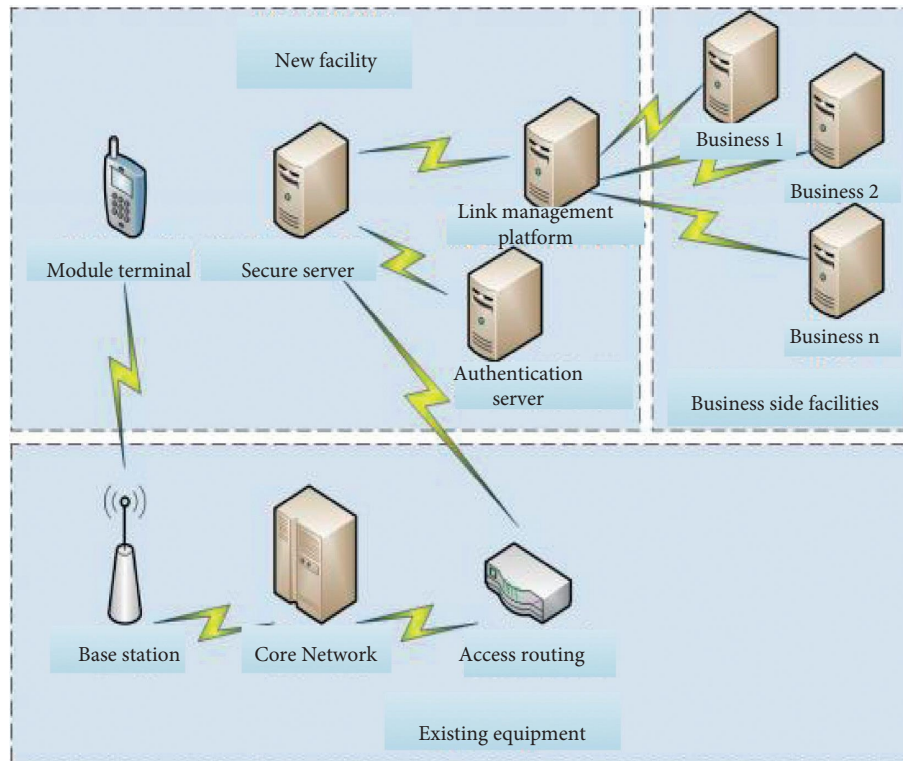 New facility
Business 1
Business 2
Link management
platform
Module terminal
Secure server
Business n
Authentication
server
Business side facilities
Base station
Core Network
Access routing
Existing equipment